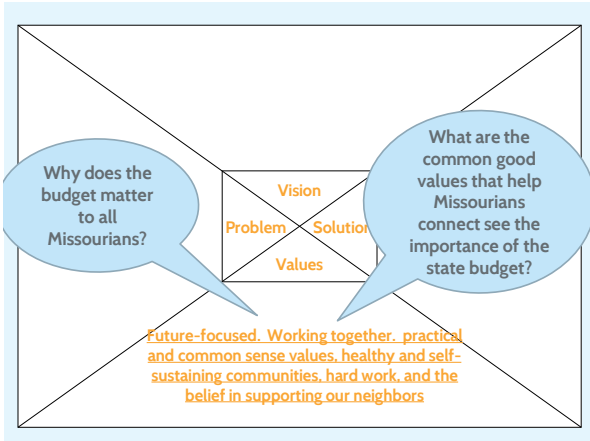 Why does the
budget matter
to all
Missourians?
What are the
common good
values that help
Missourians
connect see the
importance of the
state budget?
Vision
Problem
Solution
Values
Future-focused. Working together. practical
and common sense values, healthy and self-
sustaining communities, hard work, and the
belief in supporting our neighbors